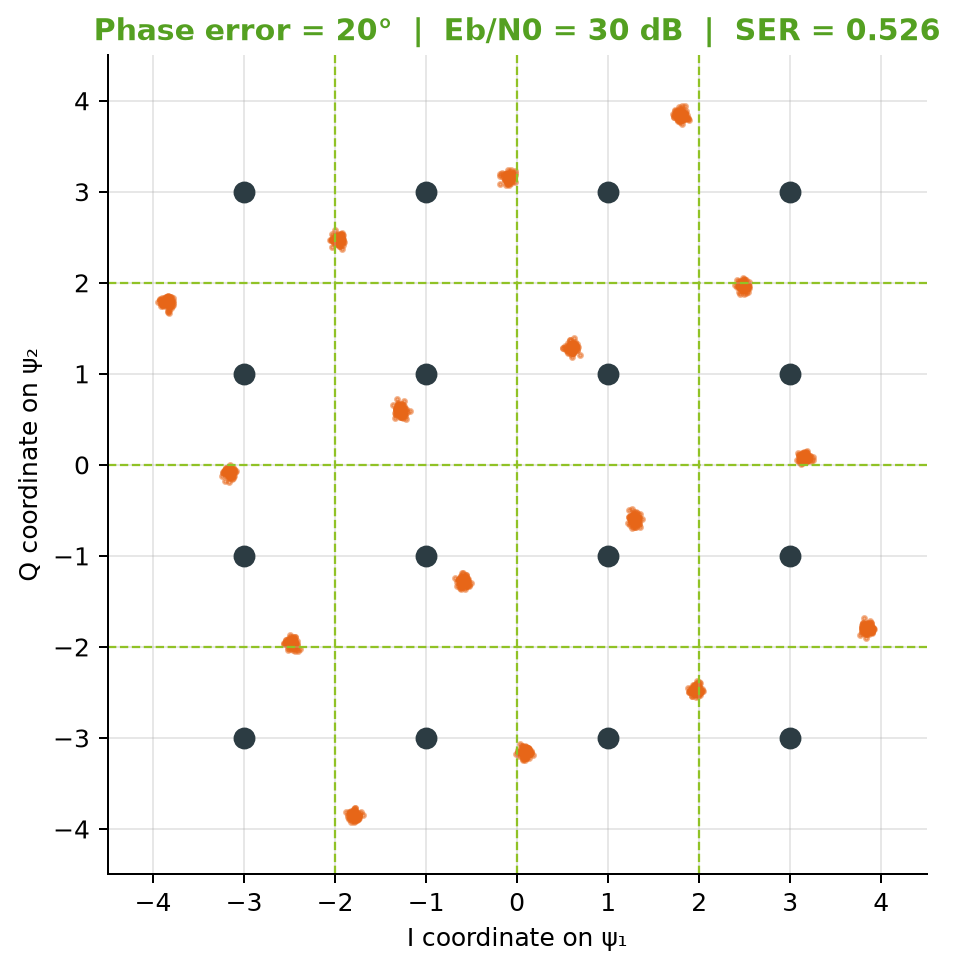 Phase error = 20° | Eb/N0 = 30 dB | SER = 0.526
4
3
2
1
0
−1
−2
−3
−4
Q coordinate on ψ₂
−4 −3 −2 −1 0 1 2 3 4
I coordinate on ψ₁